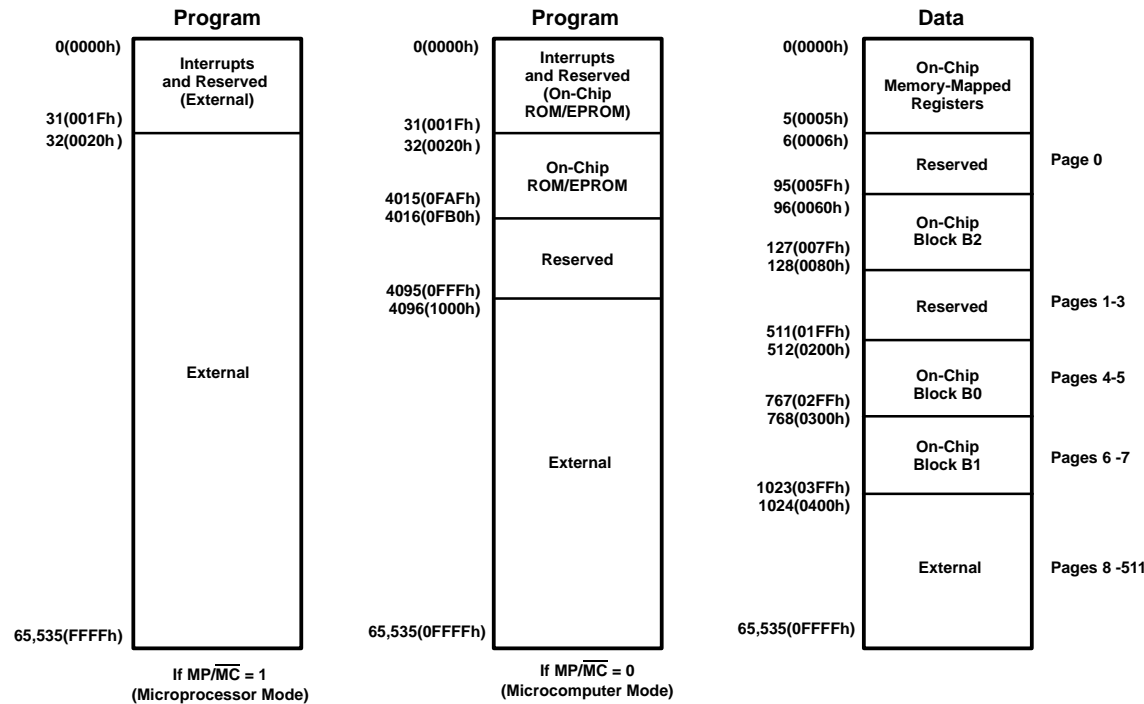 Program
0(0000h)
Interrupts
and Reserved
(External)
31(001Fh)
32(0020h)
External
65,535(FFFFh)
If MP/MC = 1
(Microprocessor Mode)
Program
0(0000h)
Interrupts
and Reserved
(On-Chip
ROM/EPROM)
31(001Fh)
32(0020h)
On-Chip
ROM/EPROM
4015(0FAFh)
4016(0FB0h)
Reserved
4095(0FFFh)
4096(1000h)
External
65,535(0FFFFh)
If MP/MC = 0
(Microcomputer Mode)
Data
0(0000h)
On-Chip
Memory-Mapped
Registers
5(0005h)
6(0006h)
Reserved
Page 0
95(005Fh)
96(0060h)
On-Chip
Block B2
127(007Fh)
128(0080h)
Reserved
Pages 1-3
511(01FFh)
512(0200h)
On-Chip
Block B0
Pages 4-5
767(02FFh)
768(0300h)
On-Chip
Block B1
Pages 6 -7
1023(03FFh)
1024(0400h)
External
Pages 8 -511
65,535(0FFFFh)